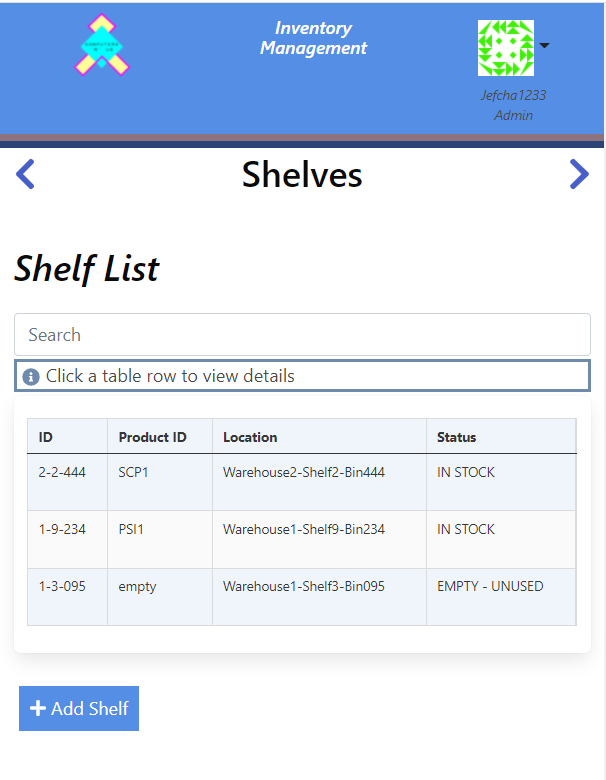 Inventory
Management
Jefcha1233
Admin
Shelves
Shelf List
Search
Click a table row to view details
ID Product ID Location Status
2-2-444 SCP1 Warehouse2-Shelf2-Bin444 IN STOCK
1-9-234 PSI1 Warehouse1-Shelf9-Bin234 IN STOCK
1-3-095 empty Warehouse1-Shelf3-Bin095 EMPTY - UNUSED
Add Shelf